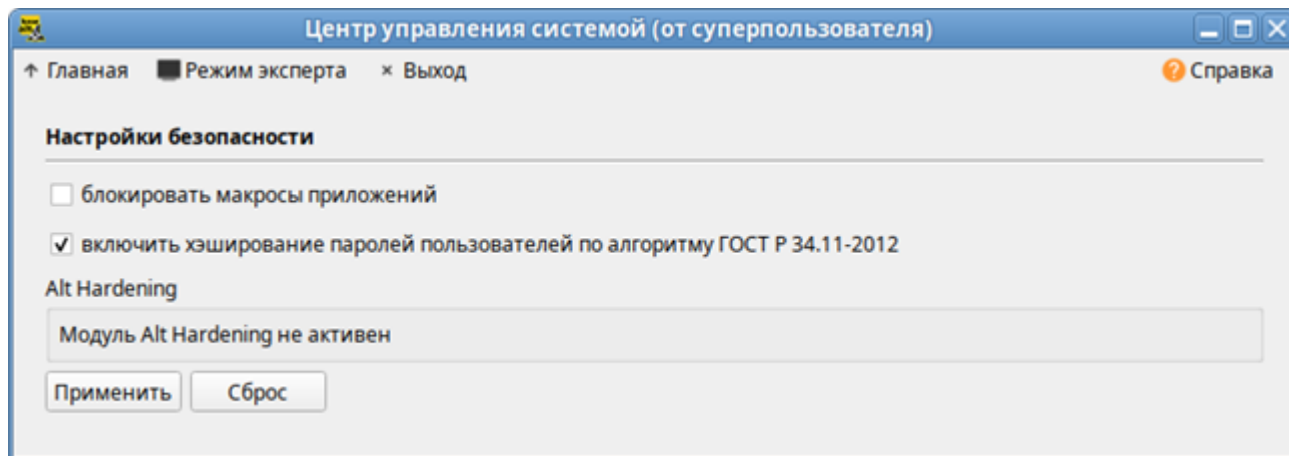 Центр управления системой (от суперпользователя)
Главная Режим эксперта Выход Справка
Настройки безопасности
блокировать макросы приложений
включить хэширование паролей пользователей по алгоритму ГОСТ Р 34.11-2012
Alt Hardening
Модуль Alt Hardening не активен
Применить Сброс